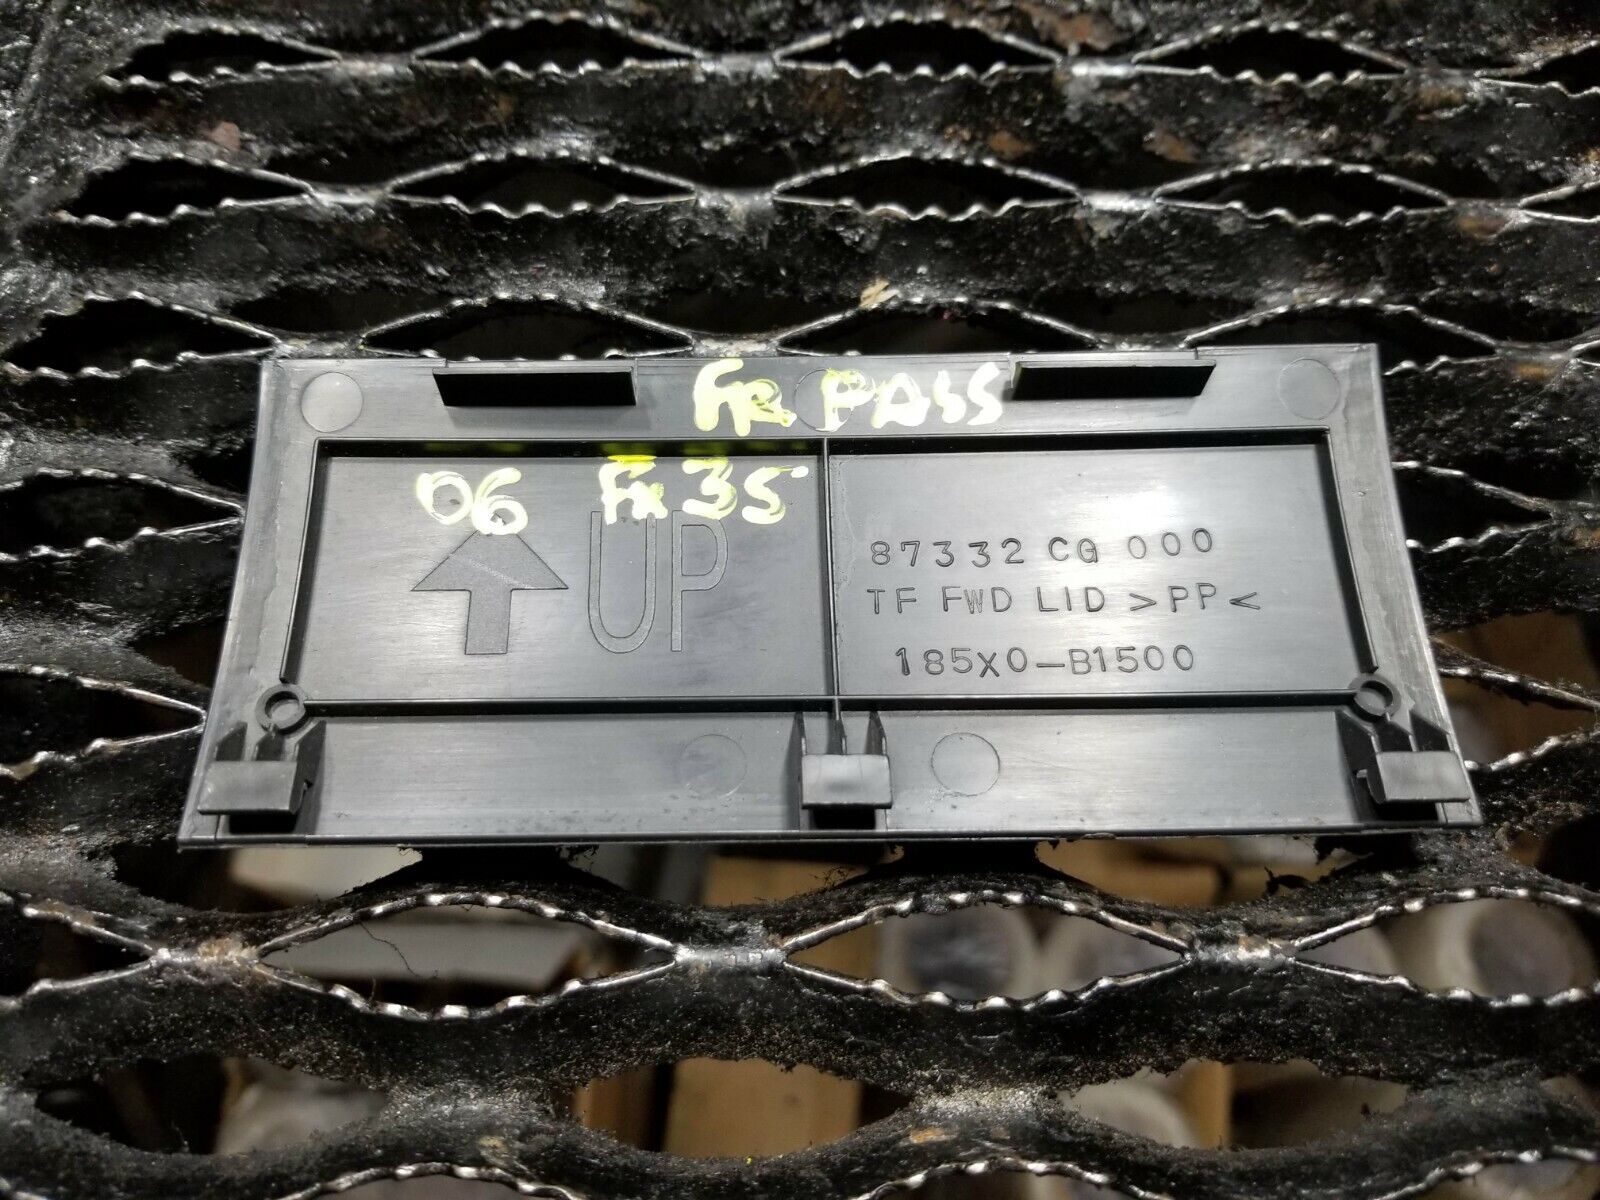 FR PASS
06 FX35
UP
87332 CG 000
TF FWD LID >PP<
185X0-B1500